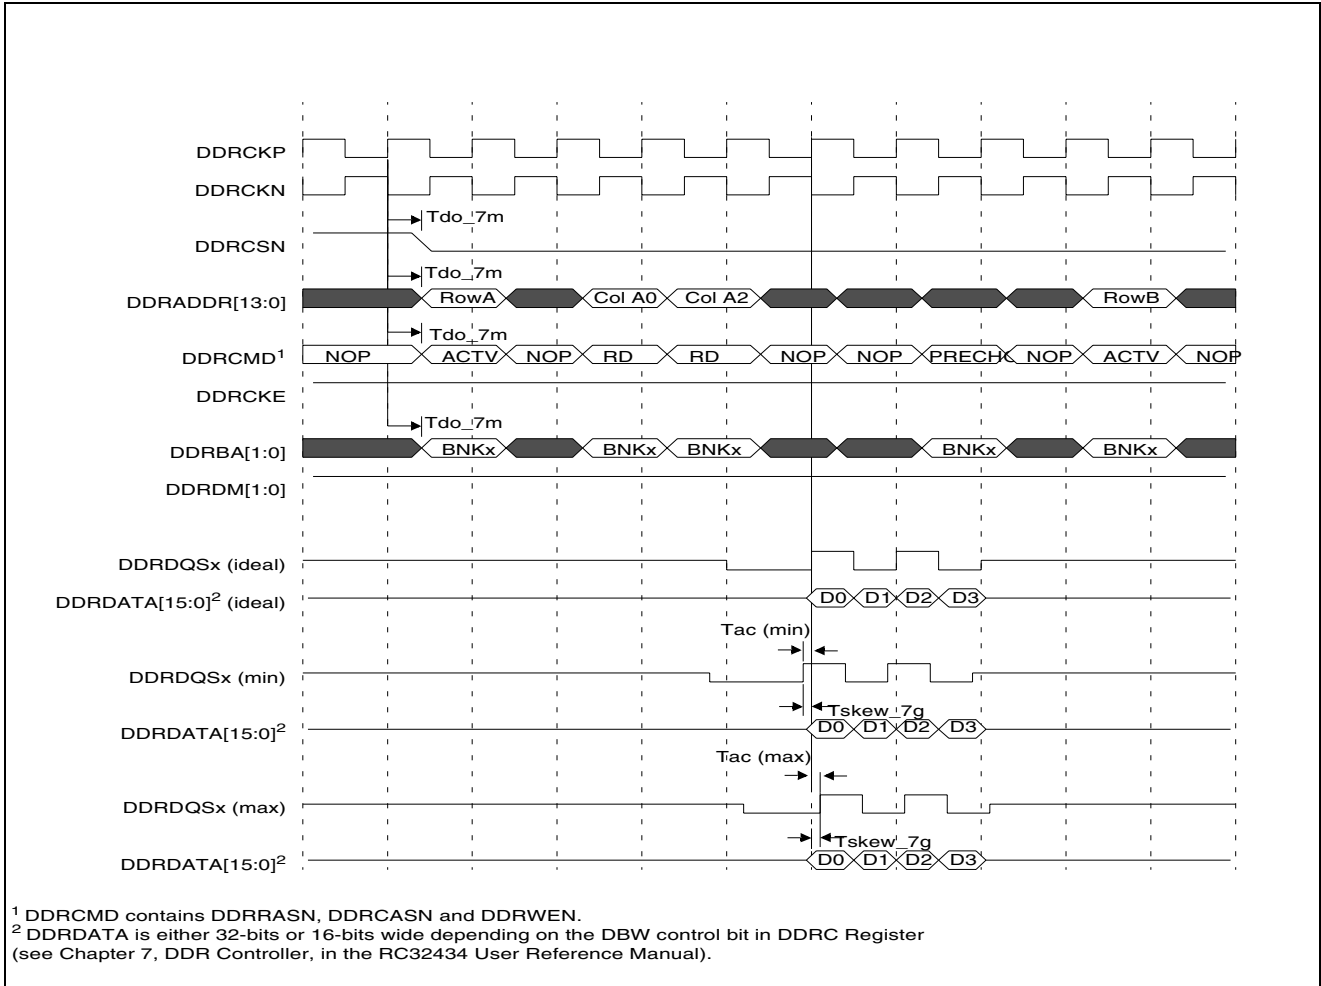 DDRCKP
DDRCKN
Tdo_7m
DDRCSN
Tdo_7m
DDRADDR[13:0] RowA Col A0 Col A2 RowB
Tdo_7m
DDRCMD¹ NOP ACTV NOP RD RD NOP NOP PRECHG NOP ACTV NOP
DDRCKE
Tdo_7m
DDRBA[1:0] BNKx BNKx BNKx BNKx BNKx
DDRDM[1:0]
DDRDQSx (ideal)
DDRDATA[15:0]² (ideal) D0 D1 D2 D3
Tac (min)
DDRDQSx (min)
Tskew_7g
DDRDATA[15:0]² D0 D1 D2 D3
Tac (max)
DDRDQSx (max)
Tskew_7g
DDRDATA[15:0]² D0 D1 D2 D3
¹ DDRCMD contains DDRRASN, DDRCASN and DDRWEN.
² DDRDATA is either 32-bits or 16-bits wide depending on the DBW control bit in DDRC Register
(see Chapter 7, DDR Controller, in the RC32434 User Reference Manual).